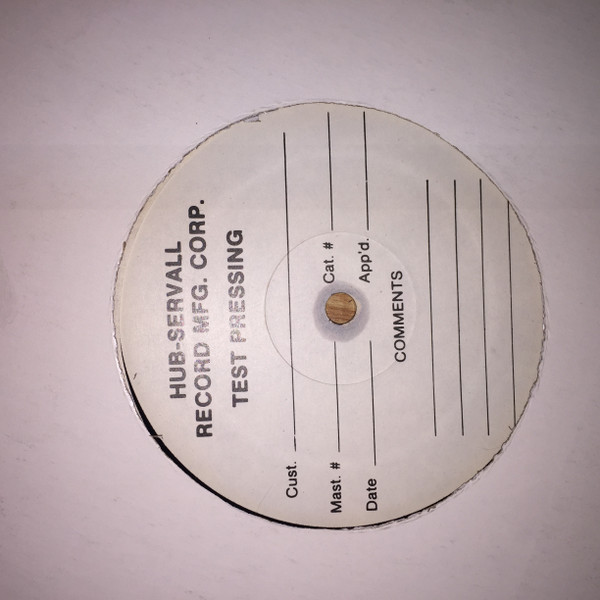 HUB-SERVALL
RECORD MFG. CORP.
TEST PRESSING
Cust.
Mast. # Cat. #
Date App'd.
COMMENTS